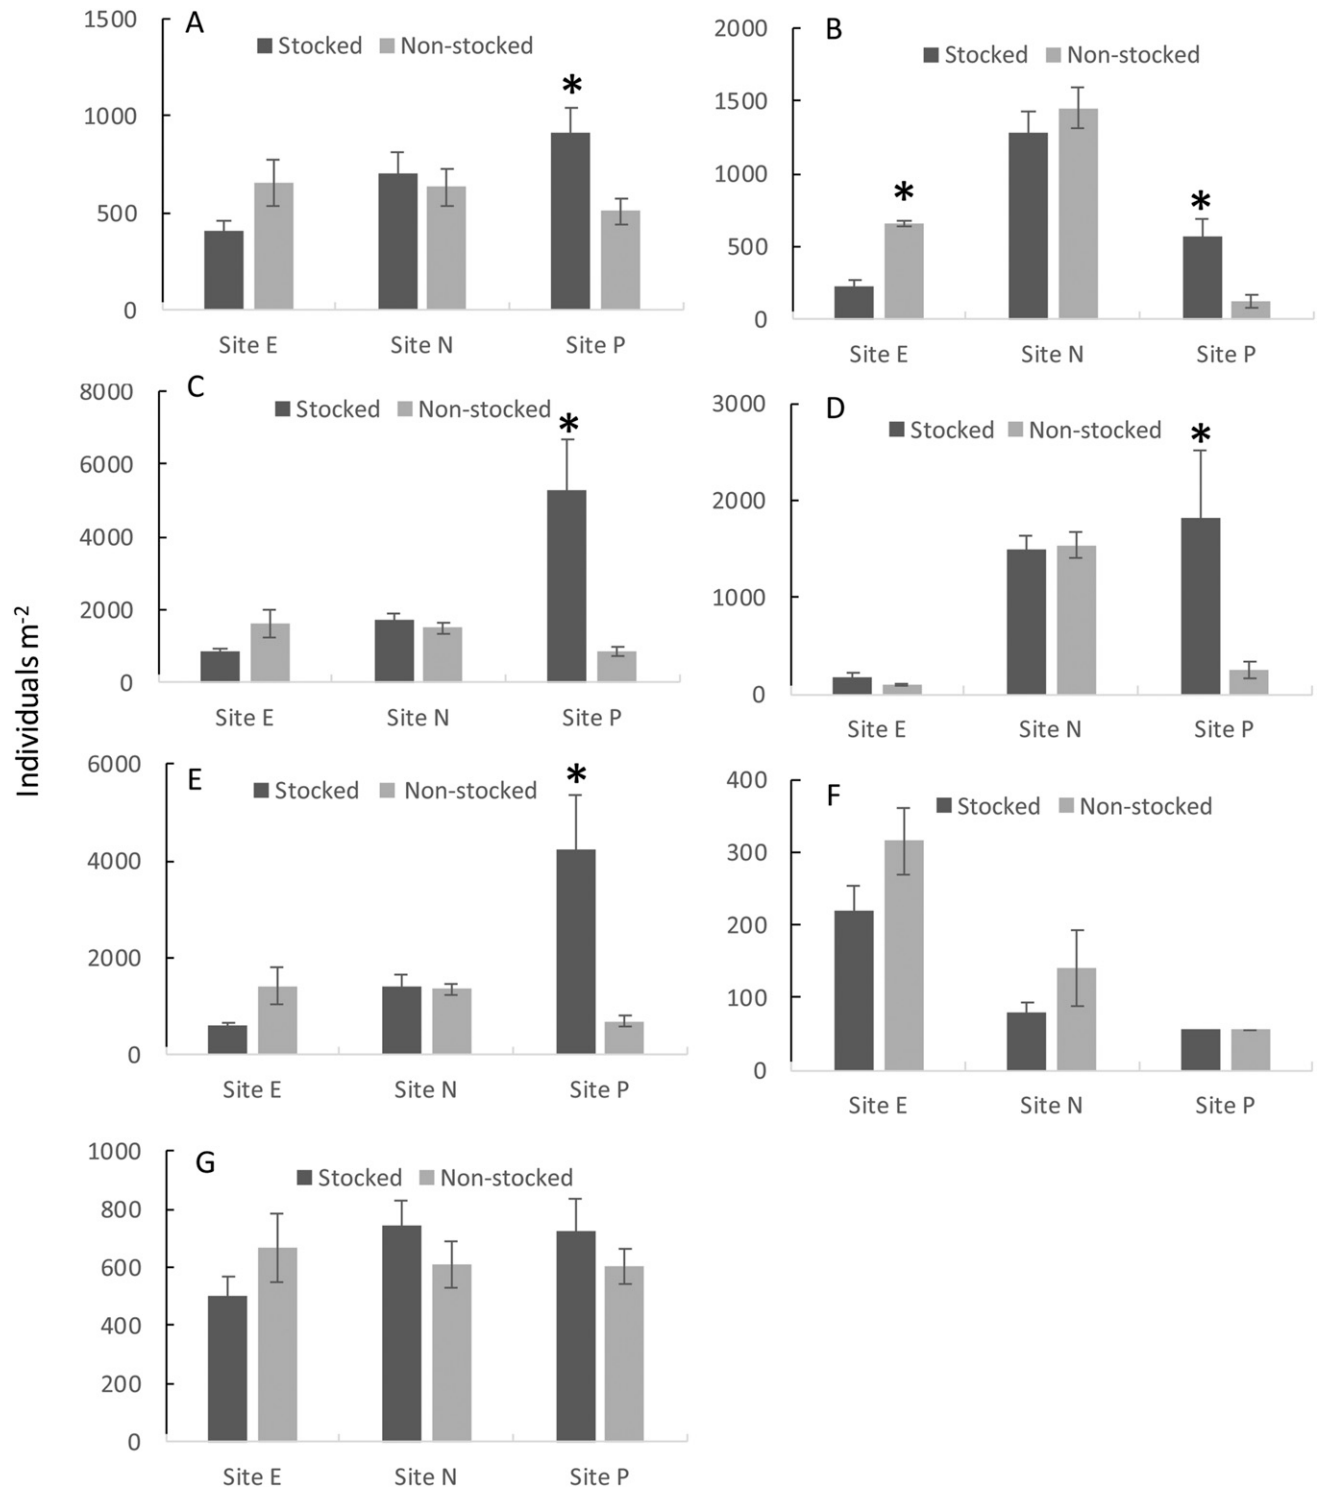 Individuals m-2
A
Stocked Non-stocked
1500
1000
500
0
*
Site E Site N Site P
B
Stocked Non-stocked
2000
1500
1000
500
0
* *
Site E Site N Site P
C
Stocked Non-stocked
8000
6000
4000
2000
0
*
Site E Site N Site P
D
Stocked Non-stocked
3000
2000
1000
0
*
Site E Site N Site P
E
Stocked Non-stocked
6000
4000
2000
0
*
Site E Site N Site P
F
Stocked Non-stocked
400
300
200
100
0
Site E Site N Site P
G
Stocked Non-stocked
1000
800
600
400
200
0
Site E Site N Site P